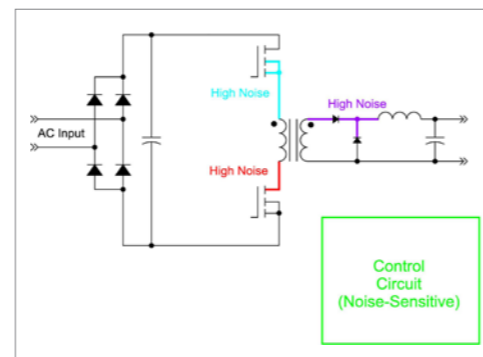 High Noise
High Noise
AC Input
High Noise
Control
Circuit
(Noise-Sensitive)